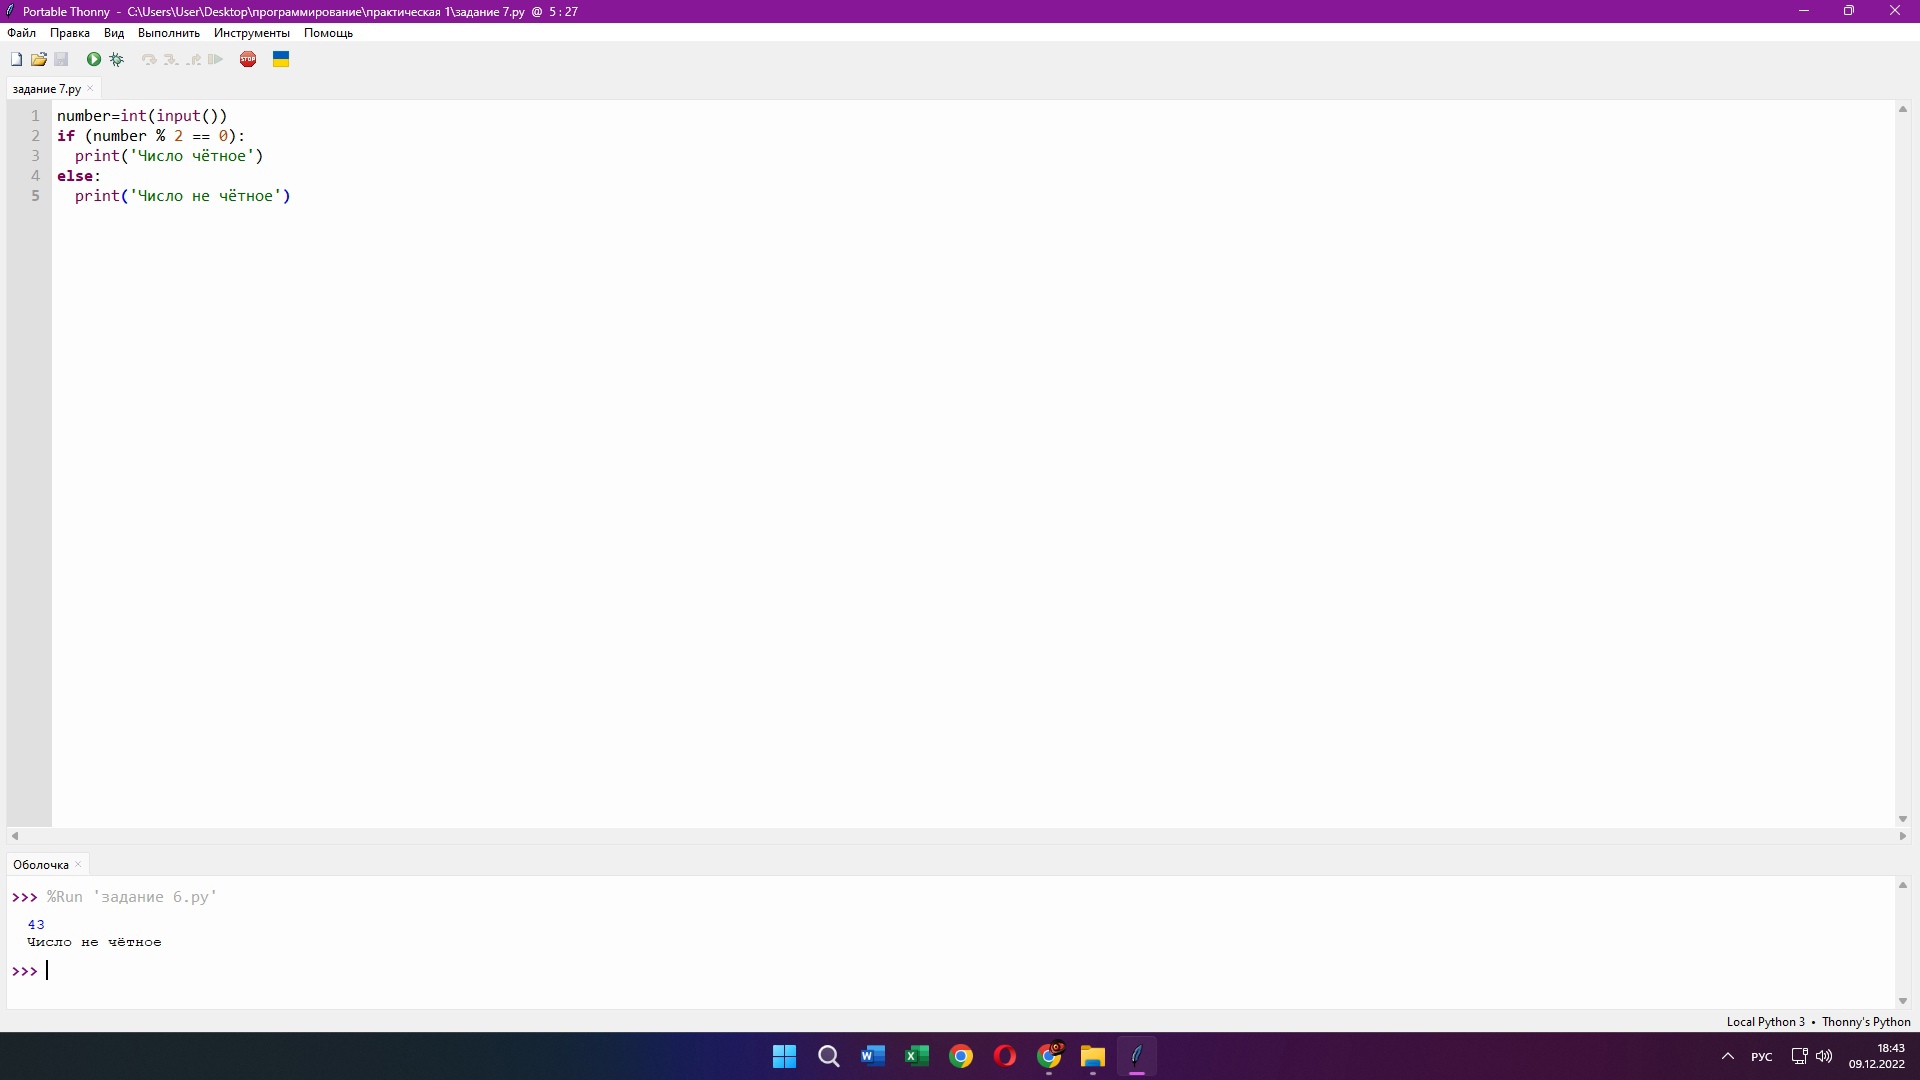 Portable Thonny - C:\Users\User\Desktop\программирование\практическая 1\задание 7.py @ 5 : 27
Файл Правка Вид Выполнить Инструменты Помощь
STOP
задание 7.py ×
1 number=int(input())
2 if (number % 2 == 0):
3   print('Число чётное')
4 else:
5   print('Число не чётное')
Оболочка ×
>>> %Run 'задание 6.py'
43
Число не чётное
>>>
Local Python 3 • Thonny's Python
РУС
18:43
09.12.2022